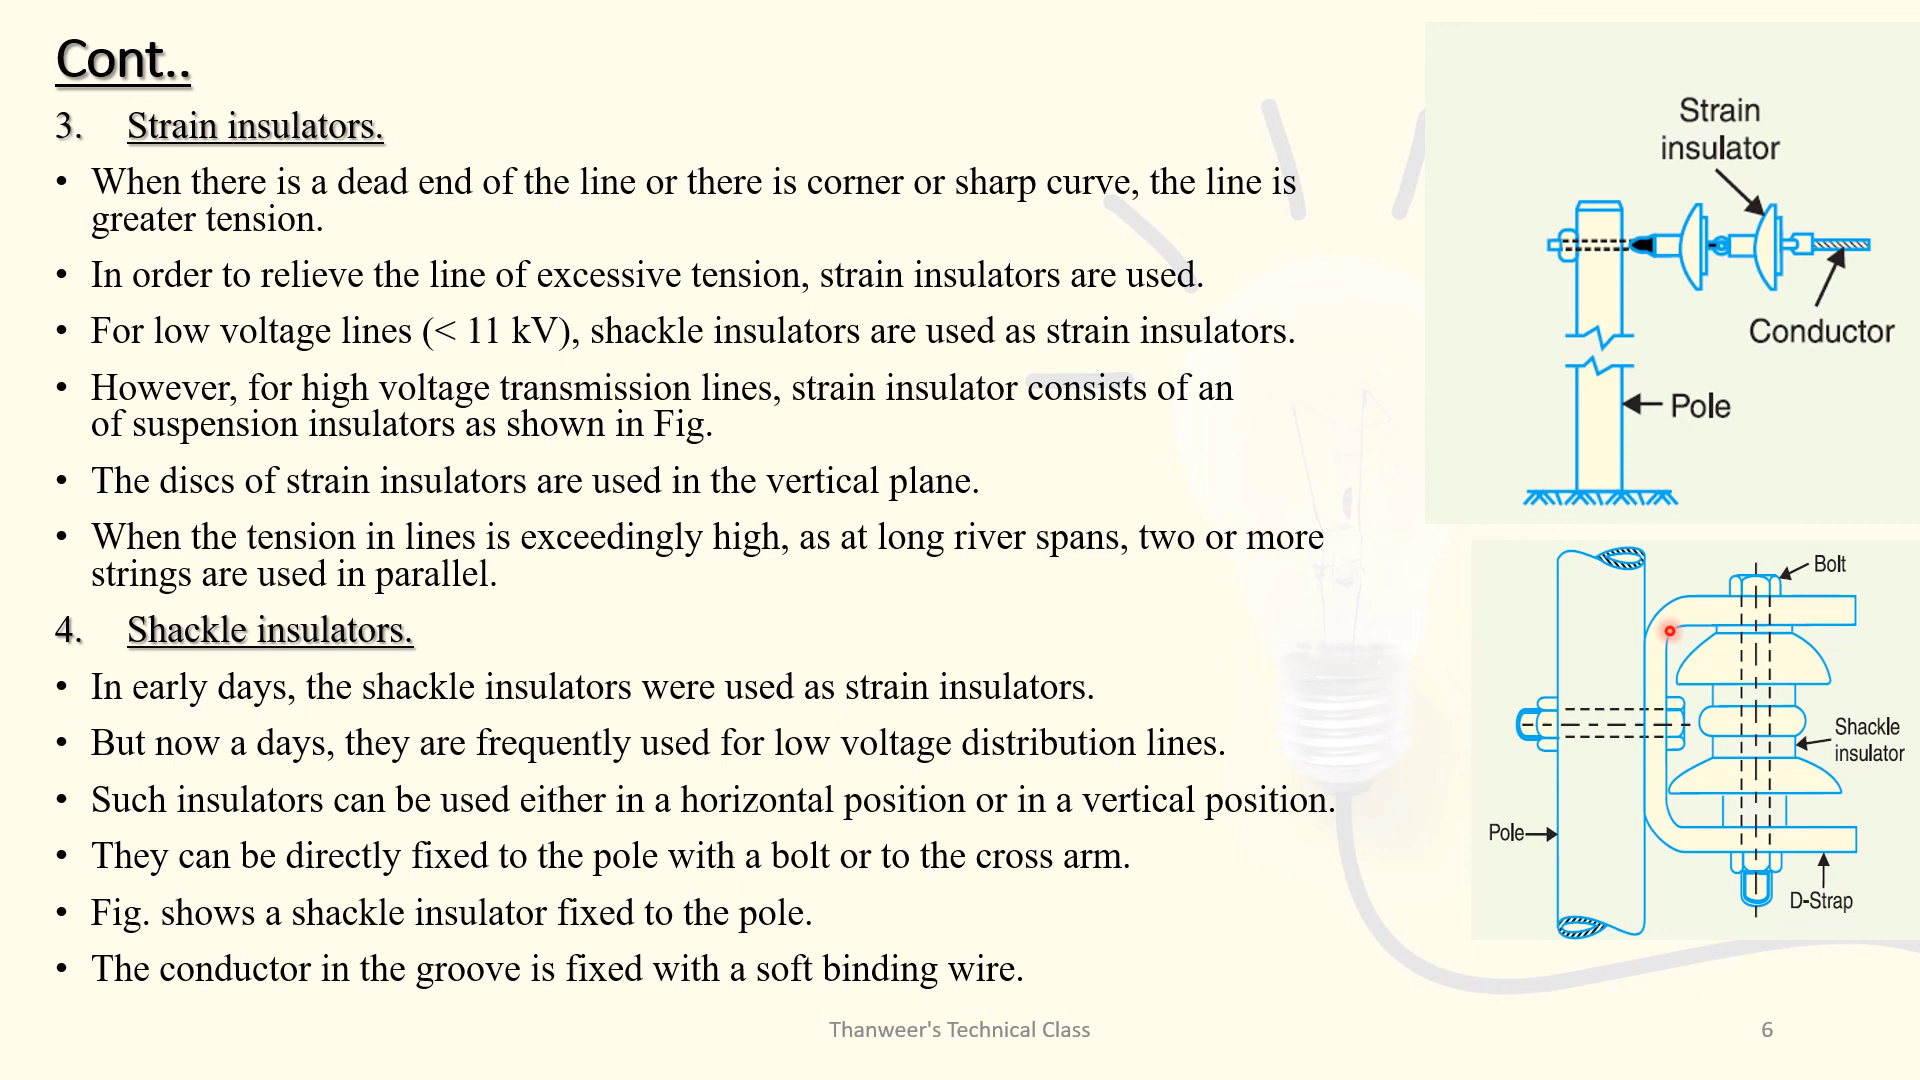 Cont..
3. Strain insulators.
• When there is a dead end of the line or there is corner or sharp curve, the line is
greater tension.
• In order to relieve the line of excessive tension, strain insulators are used.
• For low voltage lines (< 11 kV), shackle insulators are used as strain insulators.
• However, for high voltage transmission lines, strain insulator consists of an
of suspension insulators as shown in Fig.
• The discs of strain insulators are used in the vertical plane.
• When the tension in lines is exceedingly high, as at long river spans, two or more
strings are used in parallel.
4. Shackle insulators.
• In early days, the shackle insulators were used as strain insulators.
• But now a days, they are frequently used for low voltage distribution lines.
• Such insulators can be used either in a horizontal position or in a vertical position.
• They can be directly fixed to the pole with a bolt or to the cross arm.
• Fig. shows a shackle insulator fixed to the pole.
• The conductor in the groove is fixed with a soft binding wire.
Strain
insulator
Conductor
Pole
Bolt
Shackle
insulator
Pole
D-Strap
Thanweer's Technical Class
6